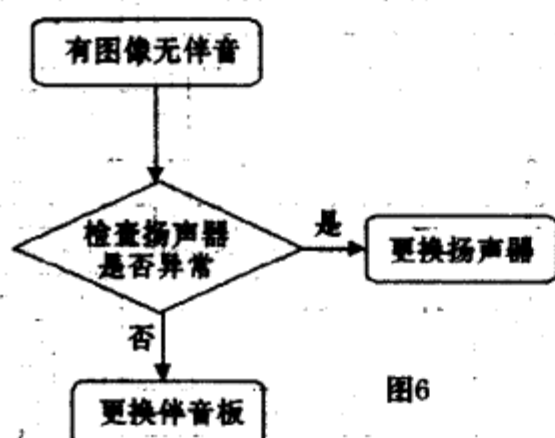 有图像无伴音
检查扬声器
是否异常
是
更换扬声器
否
图6
更换伴音板